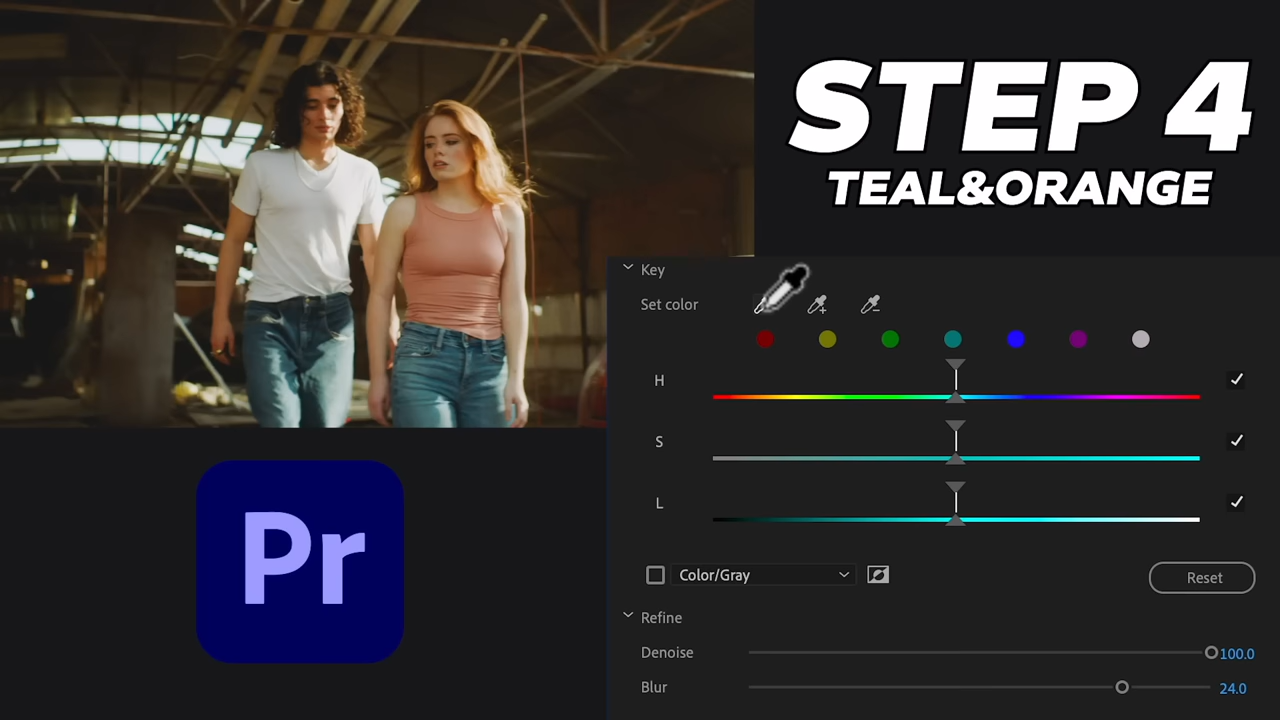 STEP 4
TEAL&ORANGE
Key
Set color
H
S
L
Color/Gray
Reset
Refine
Denoise 100.0
Blur 24.0
Pr